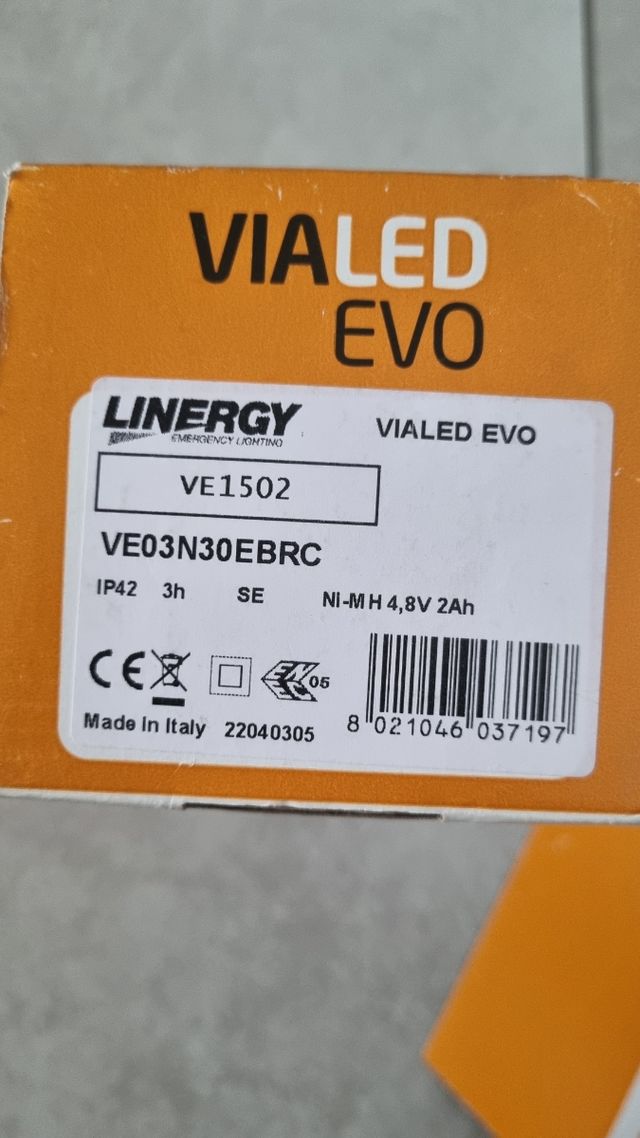 VIALED
EVO
LINERGY
EMERGENCY LIGHTING
VIALED EVO
VE1502
VE03N30EBRC
IP42 3h SE Ni-MH 4,8V 2Ah
CE ENEC 05
Made in Italy 22040305
8 021046 037197